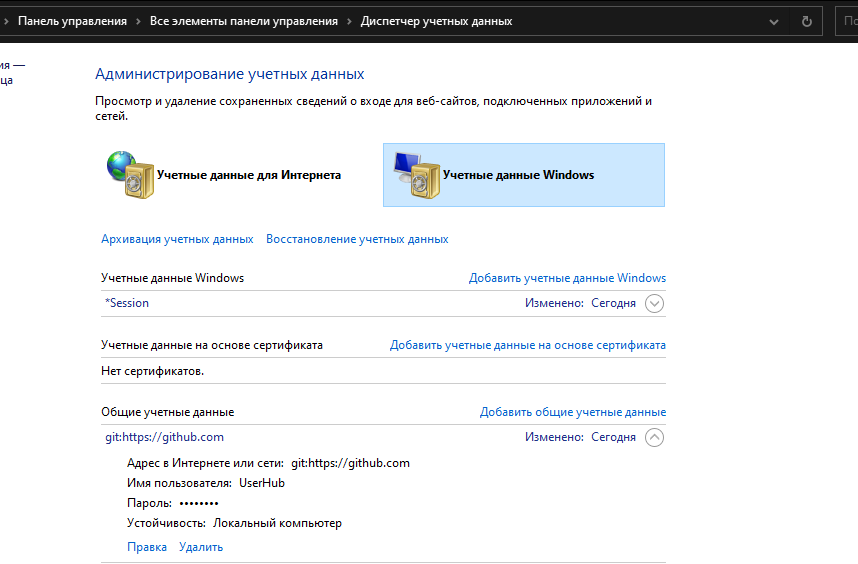 Панель управления > Все элементы панели управления > Диспетчер учетных данных
По
ия —
ца
Администрирование учетных данных
Просмотр и удаление сохраненных сведений о входе для веб-сайтов, подключенных приложений и
сетей.
Учетные данные для Интернета
Учетные данные Windows
Архивация учетных данных Восстановление учетных данных
Учетные данные Windows Добавить учетные данные Windows
*Session Изменено: Сегодня
Учетные данные на основе сертификата Добавить учетные данные на основе сертификата
Нет сертификатов.
Общие учетные данные Добавить общие учетные данные
git:https://github.com Изменено: Сегодня
Адрес в Интернете или сети: git:https://github.com
Имя пользователя: UserHub
Пароль: ••••••••
Устойчивость: Локальный компьютер
Правка Удалить